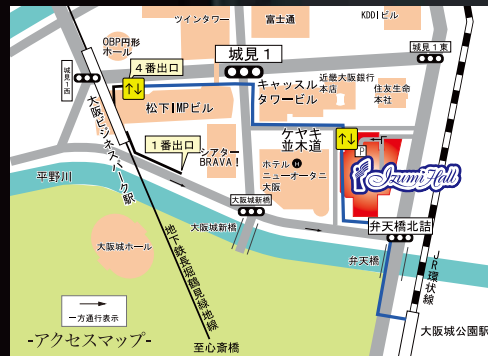 ツインタワー
富士通
KDDIビル
OBP円形
ホール
城見1
城見1東
城見1西
4番出口
近畿大阪銀行
本店
住友生命
本社
キャッスル
タワービル
松下IMPビル
大阪ビジネスパーク駅
1番出口
シアター
BRAVA!
ケヤキ
並木道
P
Izumi Hall
ホテル H
ニューオータニ
大阪
平野川
大阪城新橋
大阪城新橋
弁天橋北詰
弁天橋
大阪城ホール
地下鉄長堀鶴見緑地線
JR環状線
一方通行表示
大阪城公園駅
-アクセスマップ-
至心斎橋